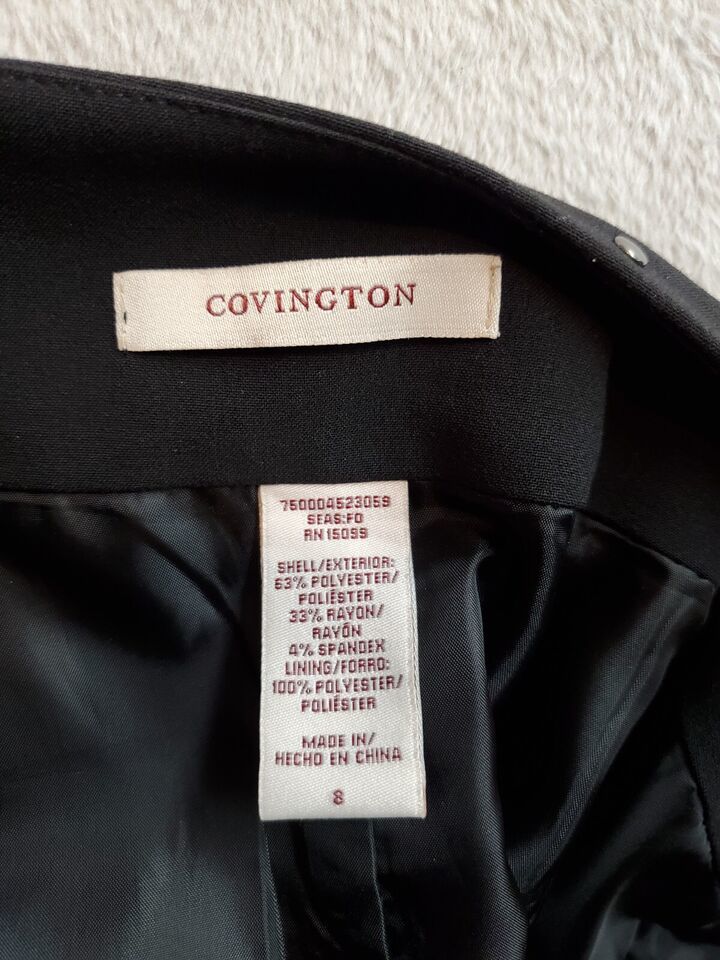 COVINGTON
750004523059
SEAS:FO
RN 15099
SHELL/EXTERIOR:
63% POLYESTER/
POLIÉSTER
33% RAYON/
RAYÓN
4% SPANDEX
LINING/FORRO:
100% POLYESTER/
POLIÉSTER
MADE IN/
HECHO EN CHINA
8